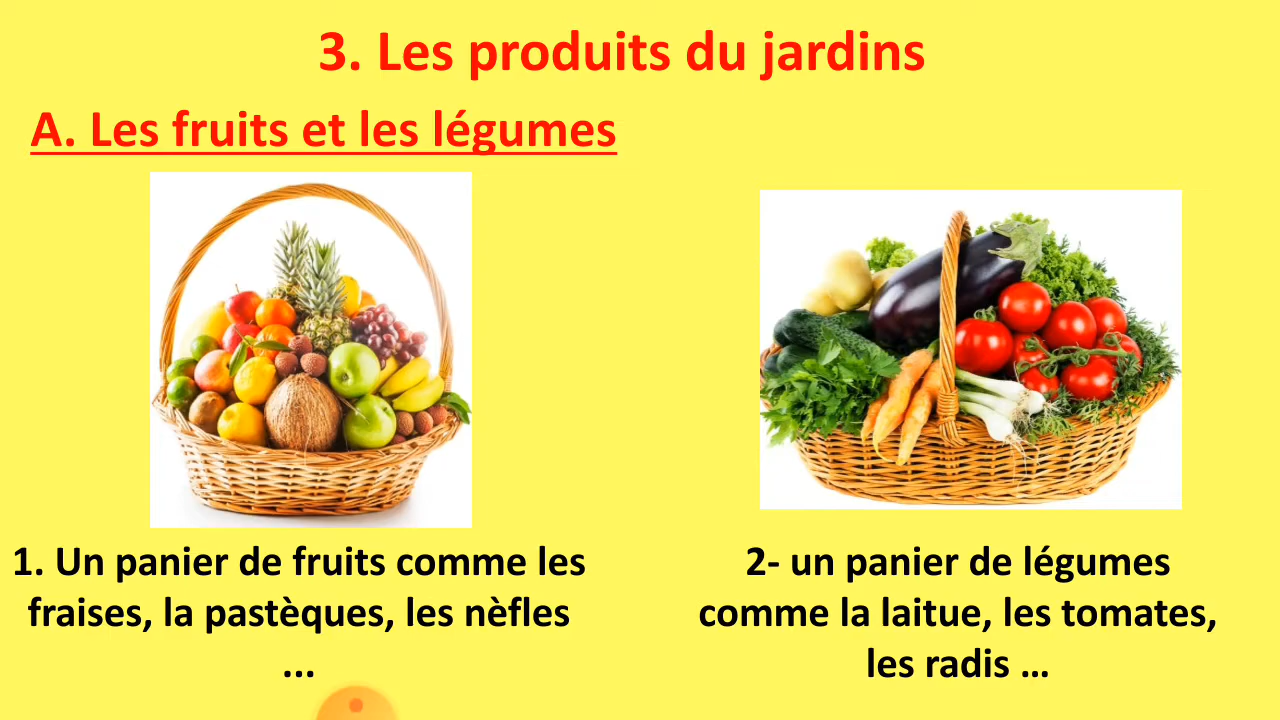 3. Les produits du jardins
A. Les fruits et les légumes
1. Un panier de fruits comme les
fraises, la pastèques, les nèfles
...
2- un panier de légumes
comme la laitue, les tomates,
les radis ...